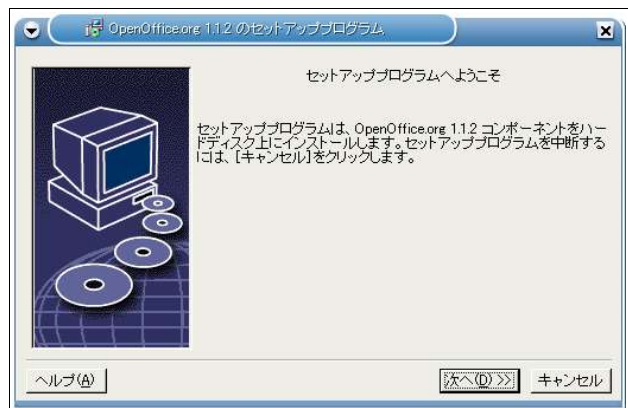 OpenOffice.org 1.1.2 のセットアッププログラム
セットアッププログラムへようこそ
セットアッププログラムは、OpenOffice.org 1.1.2 コンポーネントをハー
ドディスク上にインストールします。セットアッププログラムを中断する
には、[キャンセル]をクリックします。
ヘルプ(A)
次へ(D) >>
キャンセル